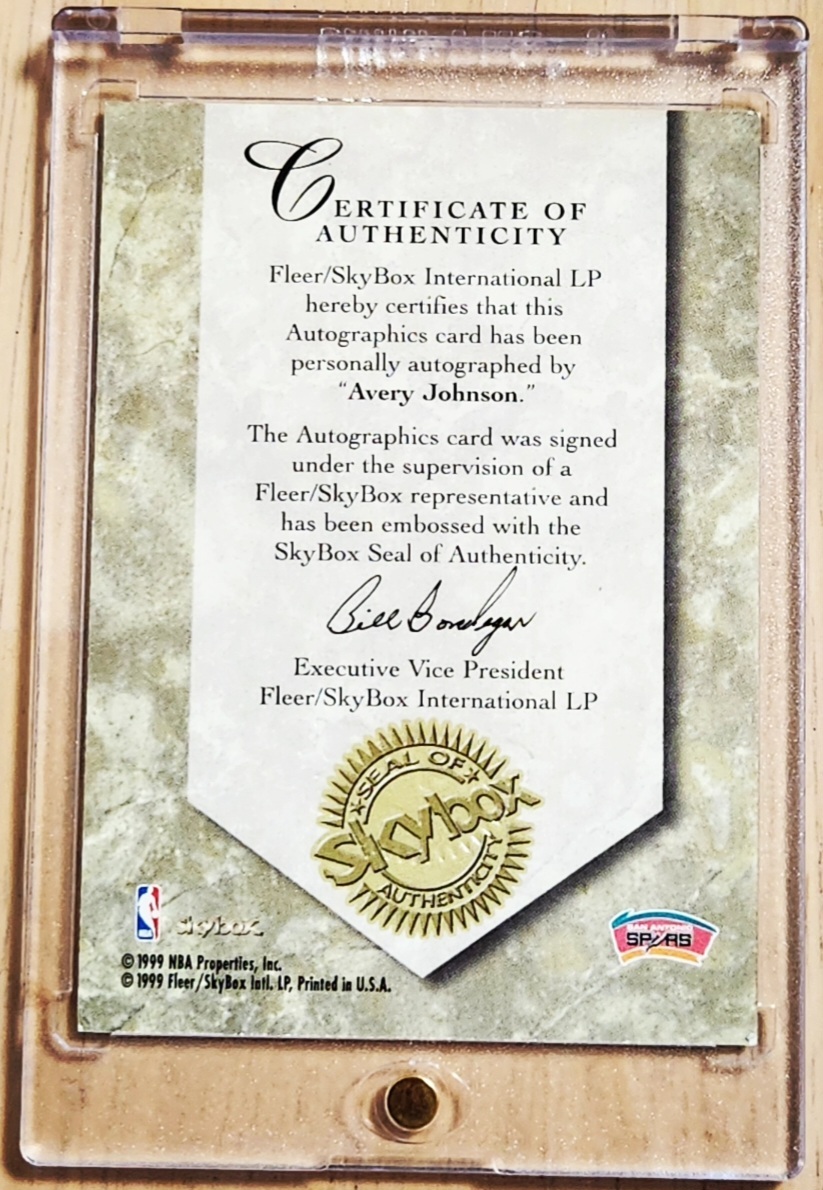 CERTIFICATE OF
AUTHENTICITY
Fleer/SkyBox International LP
hereby certifies that this
Autographics card has been
personally autographed by
“Avery Johnson.”
The Autographics card was signed
under the supervision of a
Fleer/SkyBox representative and
has been embossed with the
SkyBox Seal of Authenticity.
Executive Vice President
Fleer/SkyBox International LP
SEAL OF
Skybox
AUTHENTICITY
NBA
skybox
SAN ANTONIO
SPURS
© 1999 NBA Properties, Inc.
© 1999 Fleer/SkyBox Intl. LP, Printed in U.S.A.